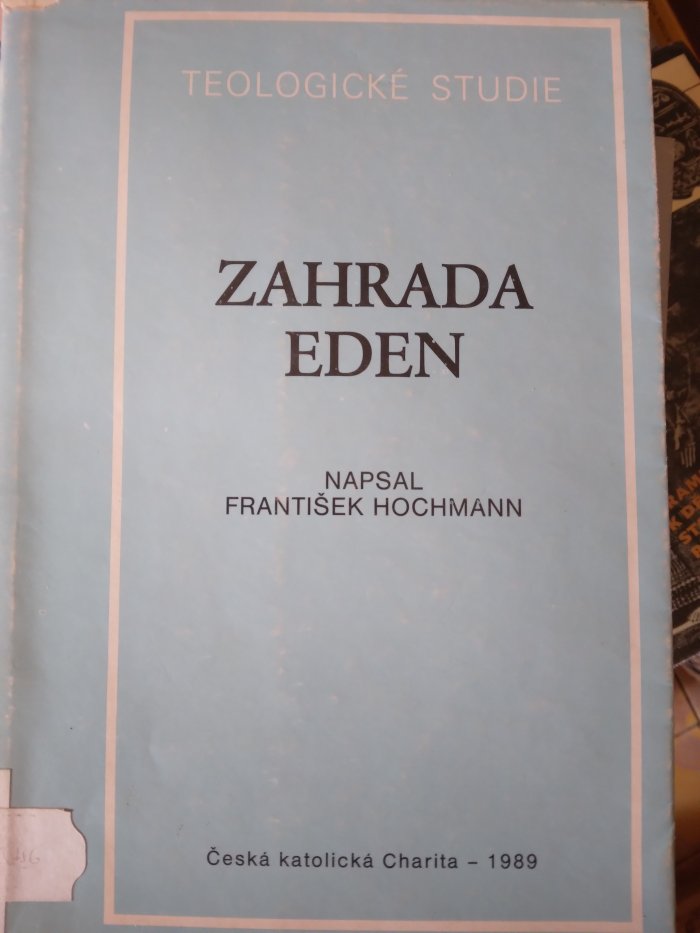 TEOLOGICKÉ STUDIE
ZAHRADA
EDEN
NAPSAL
FRANTIŠEK HOCHMANN
Česká katolická Charita – 1989